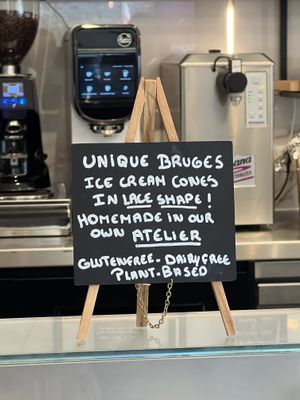 UNIQUE BRUGES
ICE CREAM CONES
IN LACE SHAPE!
HOMEMADE IN OUR
OWN ATELIER
GLUTENFREE - DAIRYFREE
PLANT-BASED